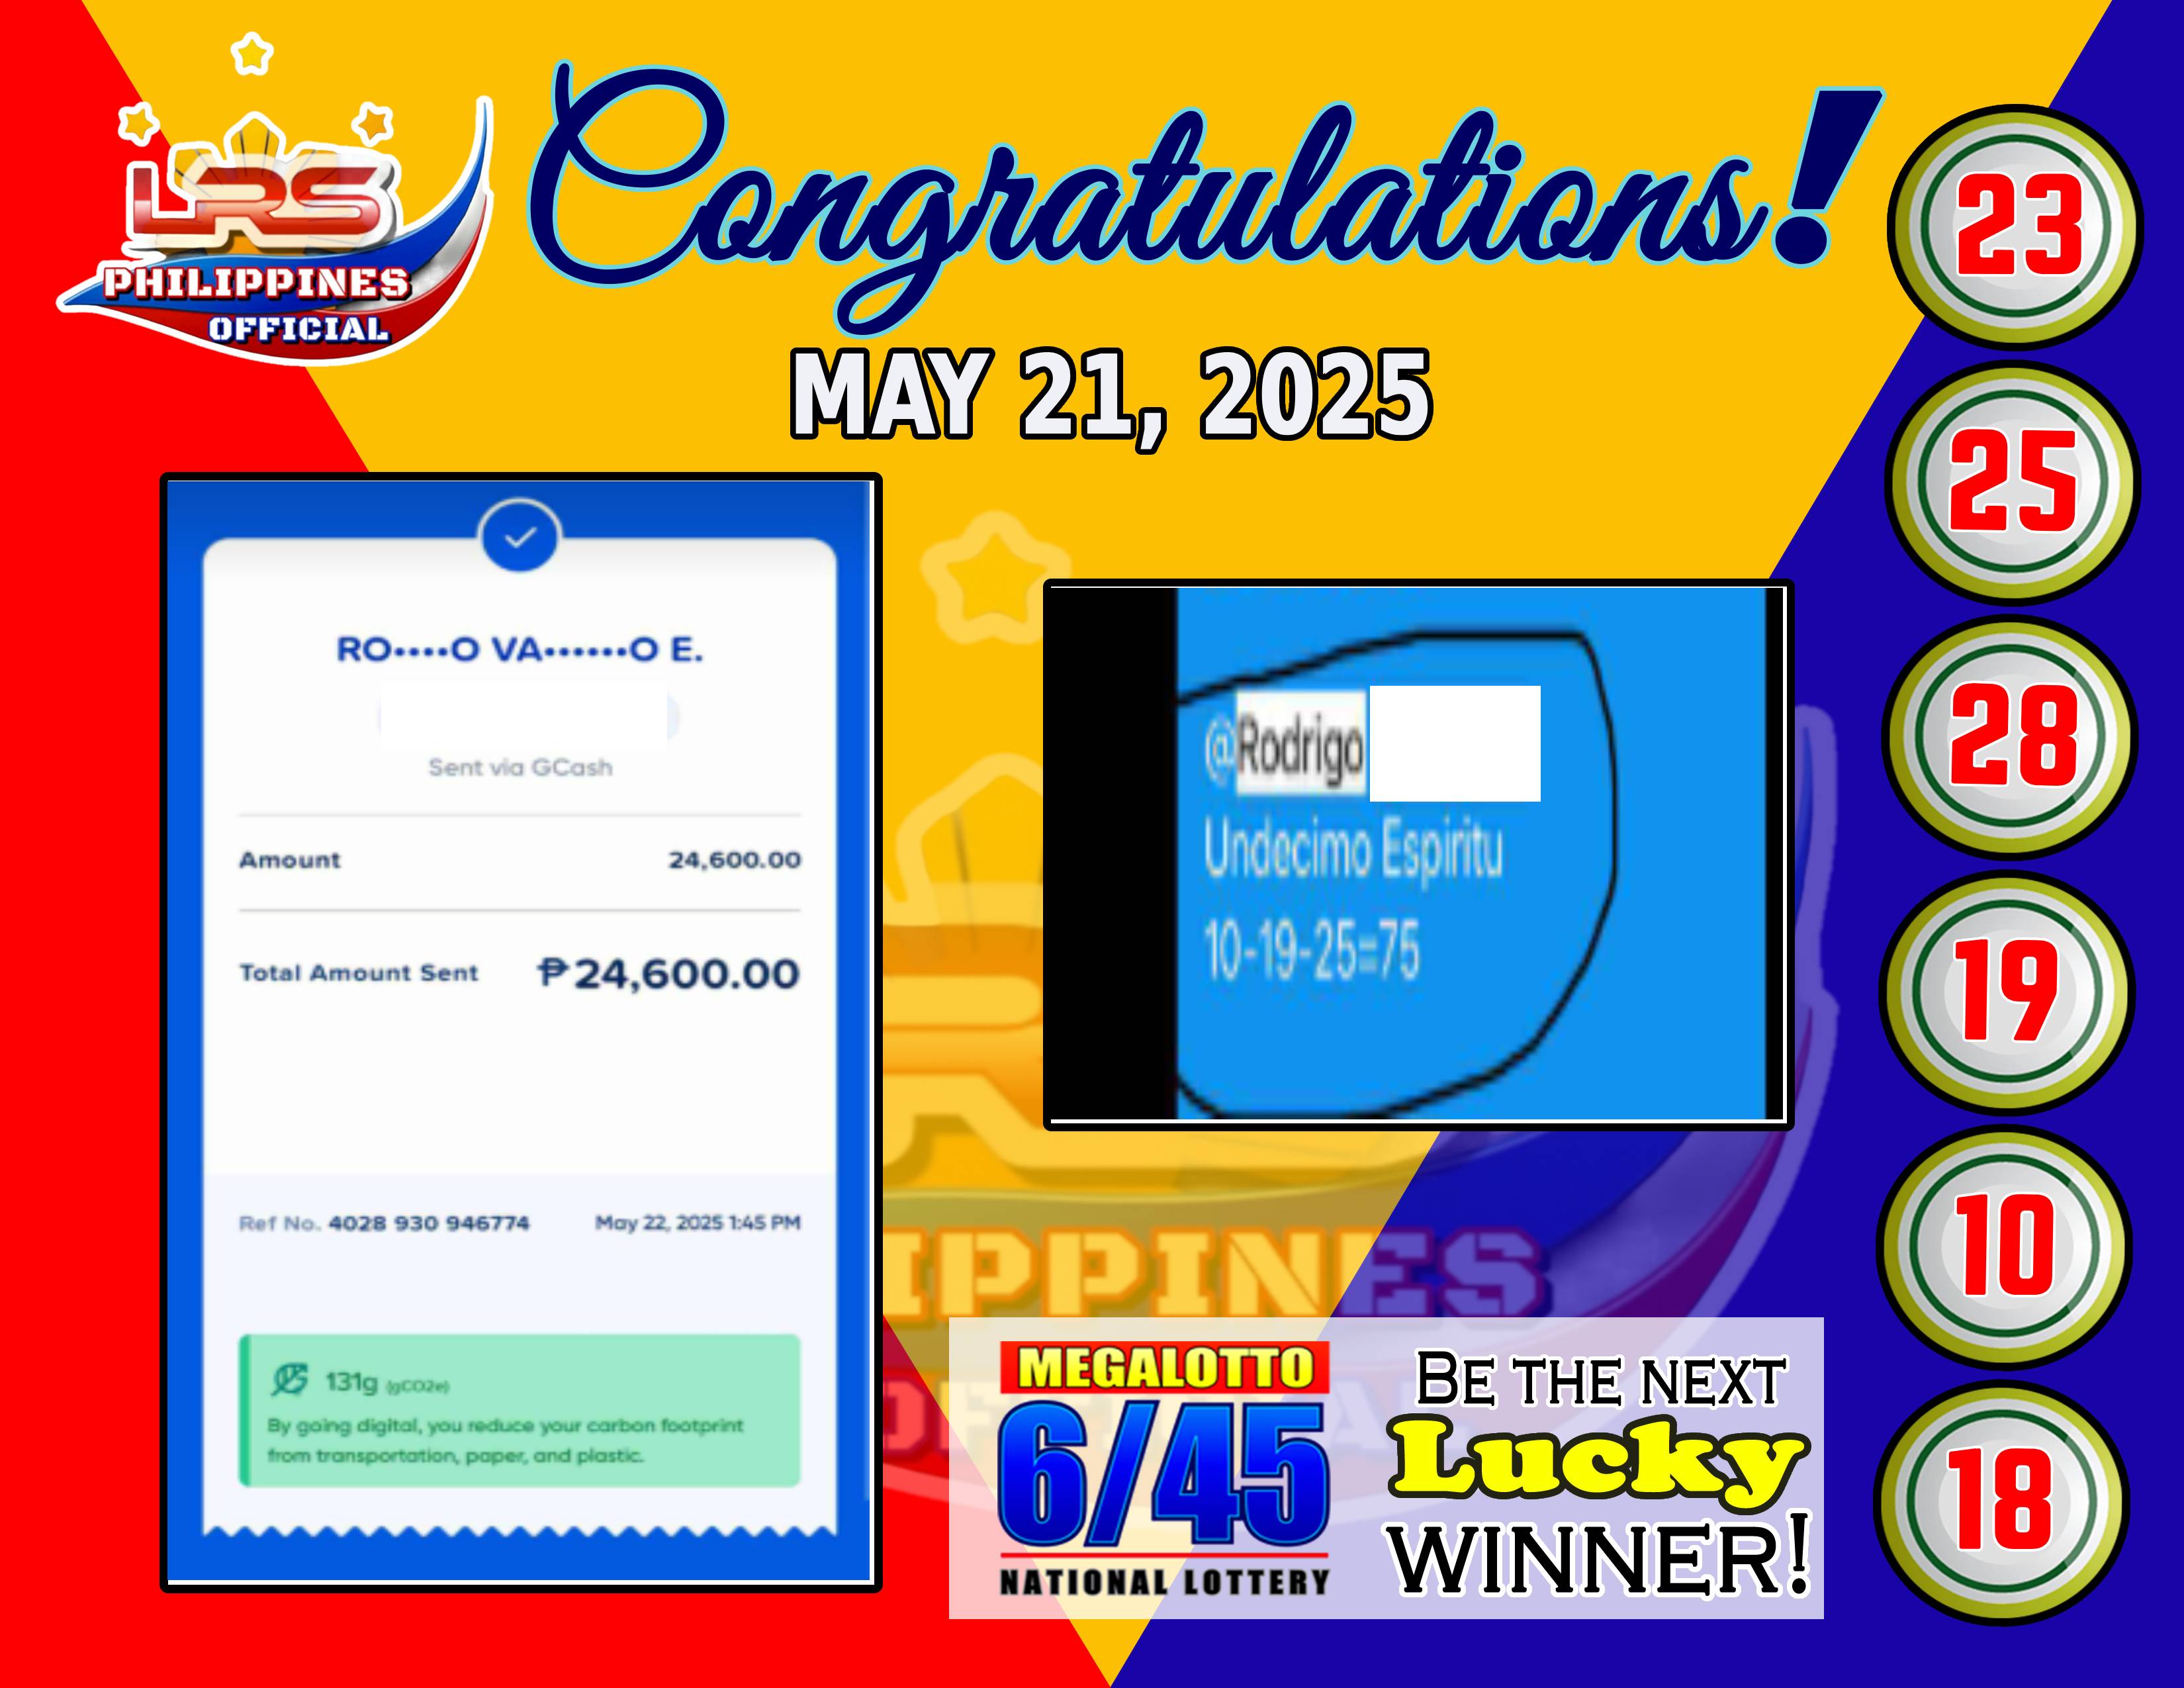 LRS
PHILIPPINES
OFFICIAL
Congratulations!
MAY 21, 2025
RO••••O VA••••••O E.
Sent via GCash
Amount 24,600.00
Total Amount Sent ₱24,600.00
Ref No. 4028 930 946774 May 22, 2025 1:45 PM
131g (gCO2e)
By going digital, you reduce your carbon footprint
from transportation, paper, and plastic.
@Rodrigo
Undecimo Espiritu
10-19-25=75
IPPINES
MEGALOTTO
6/45
NATIONAL LOTTERY
BE THE NEXT
Lucky
WINNER!
23
25
28
19
10
18